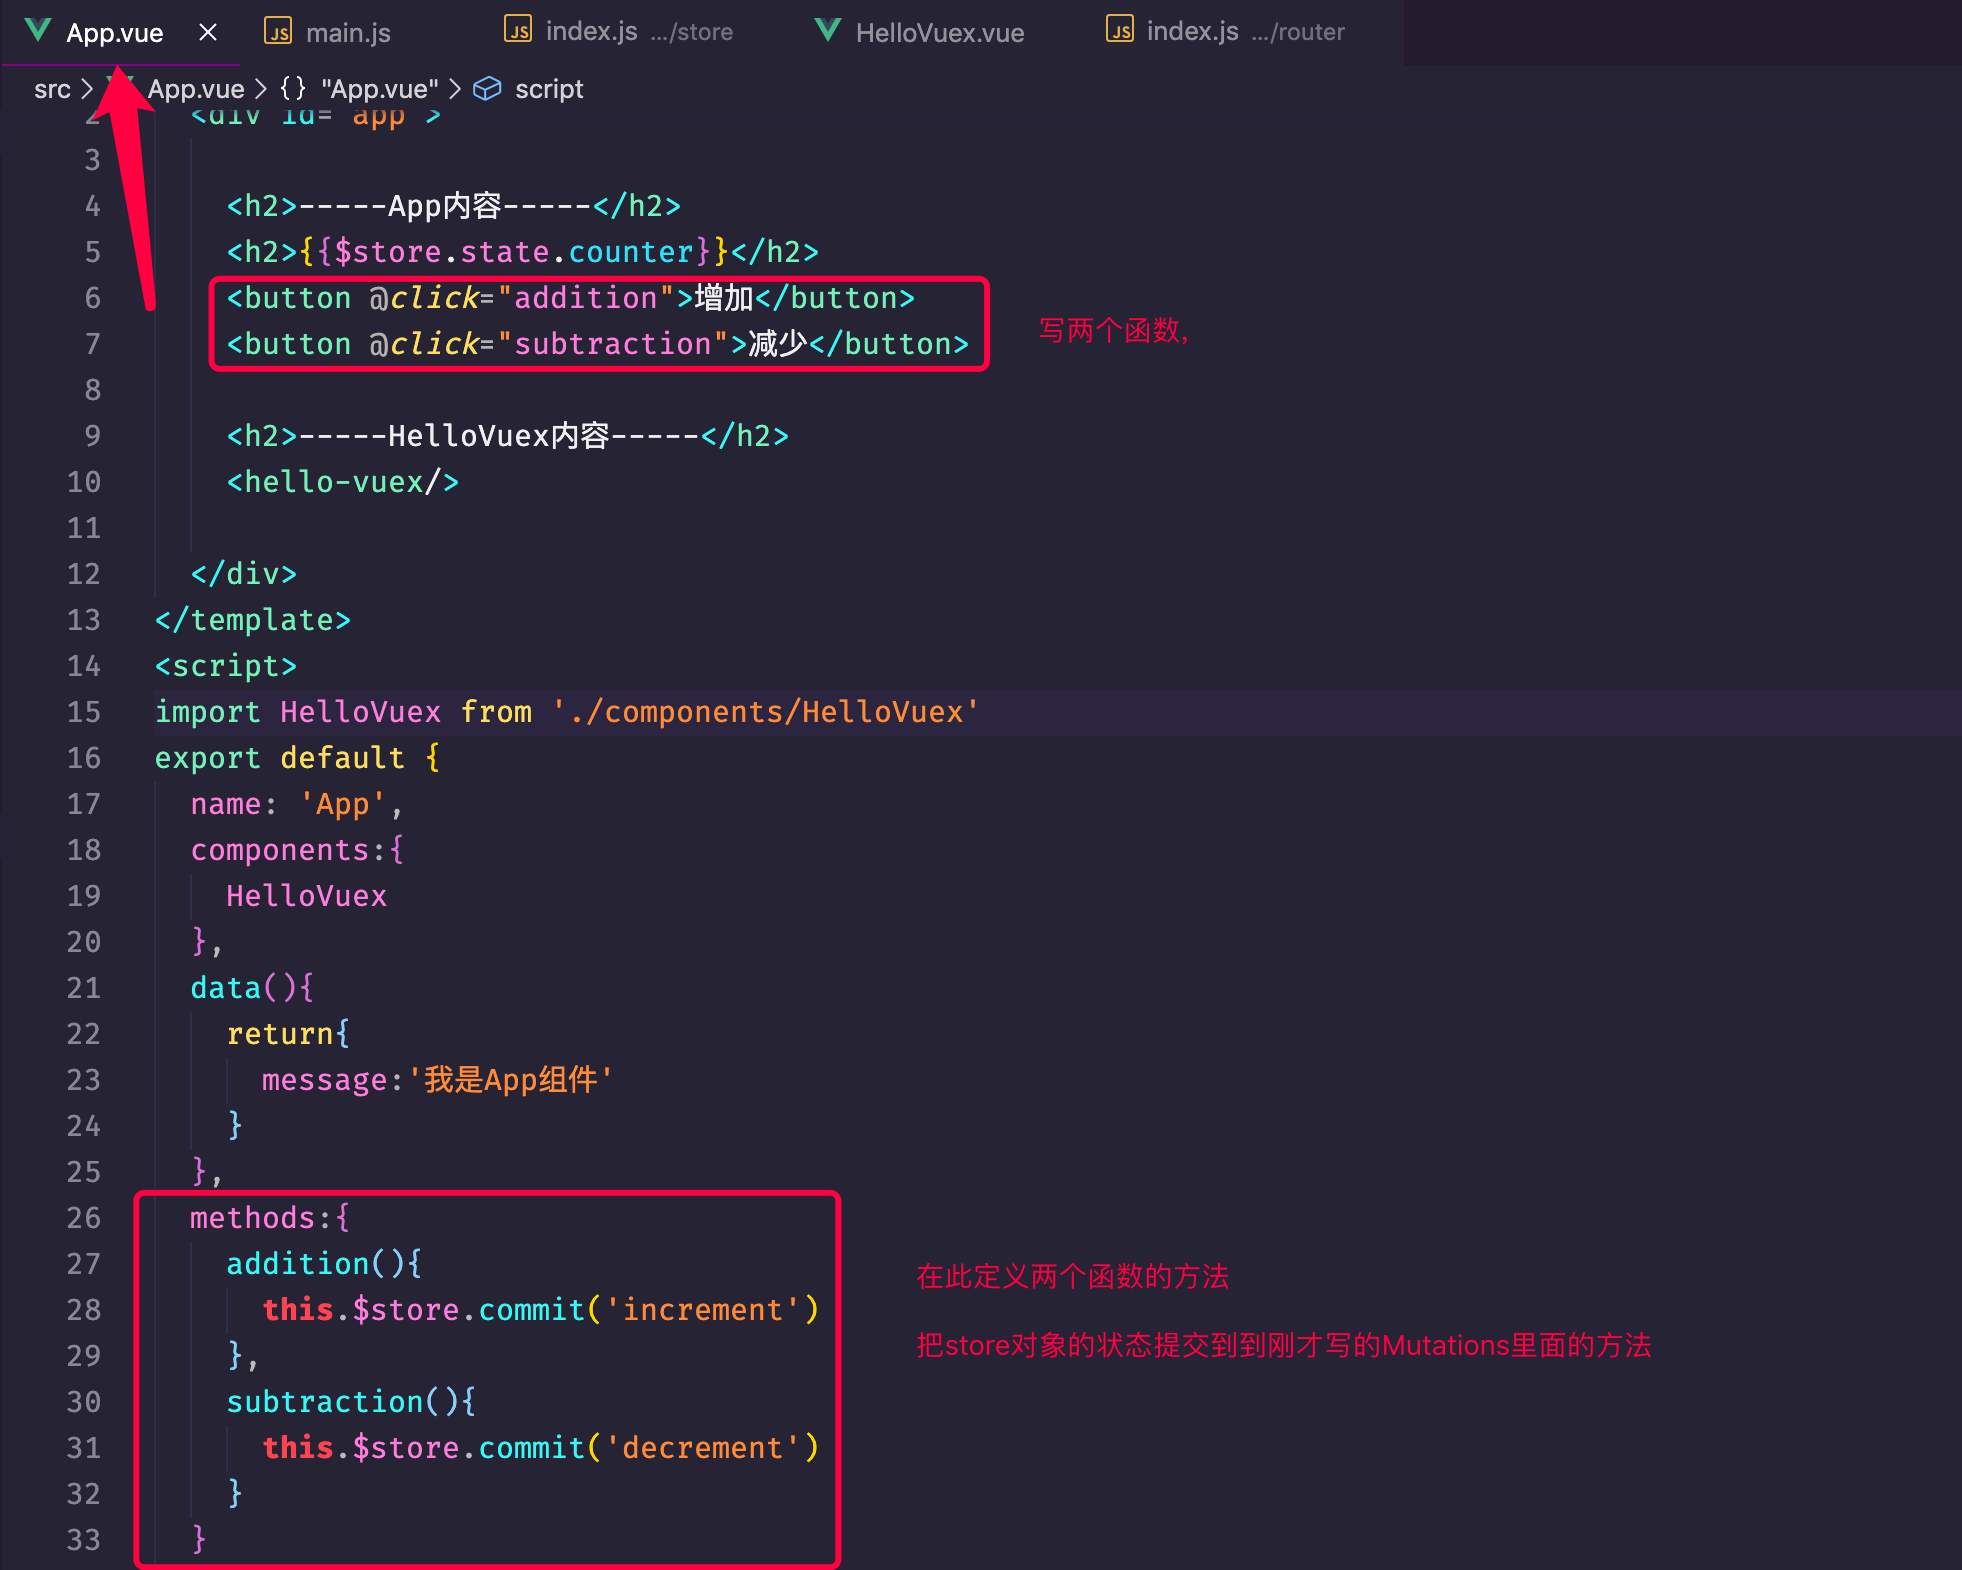 App.vue main.js index.js .../store HelloVuex.vue index.js .../router
src App.vue {} "App.vue" script
2 <div id="app">
3
4 <h2>-----App内容-----</h2>
5 <h2>{{$store.state.counter}}</h2>
6 <button @click="addition">增加</button>
7 <button @click="subtraction">减少</button>
写两个函数,
8
9 <h2>-----HelloVuex内容-----</h2>
10 <hello-vuex/>
11
12 </div>
13 </template>
14 <script>
15 import HelloVuex from './components/HelloVuex'
16 export default {
17 name: 'App',
18 components:{
19 HelloVuex
20 },
21 data(){
22 return{
23 message:'我是App组件'
24 }
25 },
26 methods:{
27 addition(){
在此定义两个函数的方法
28 this.$store.commit('increment')
29 },
把store对象的状态提交到到刚才写的Mutations里面的方法
30 subtraction(){
31 this.$store.commit('decrement')
32 }
33 }